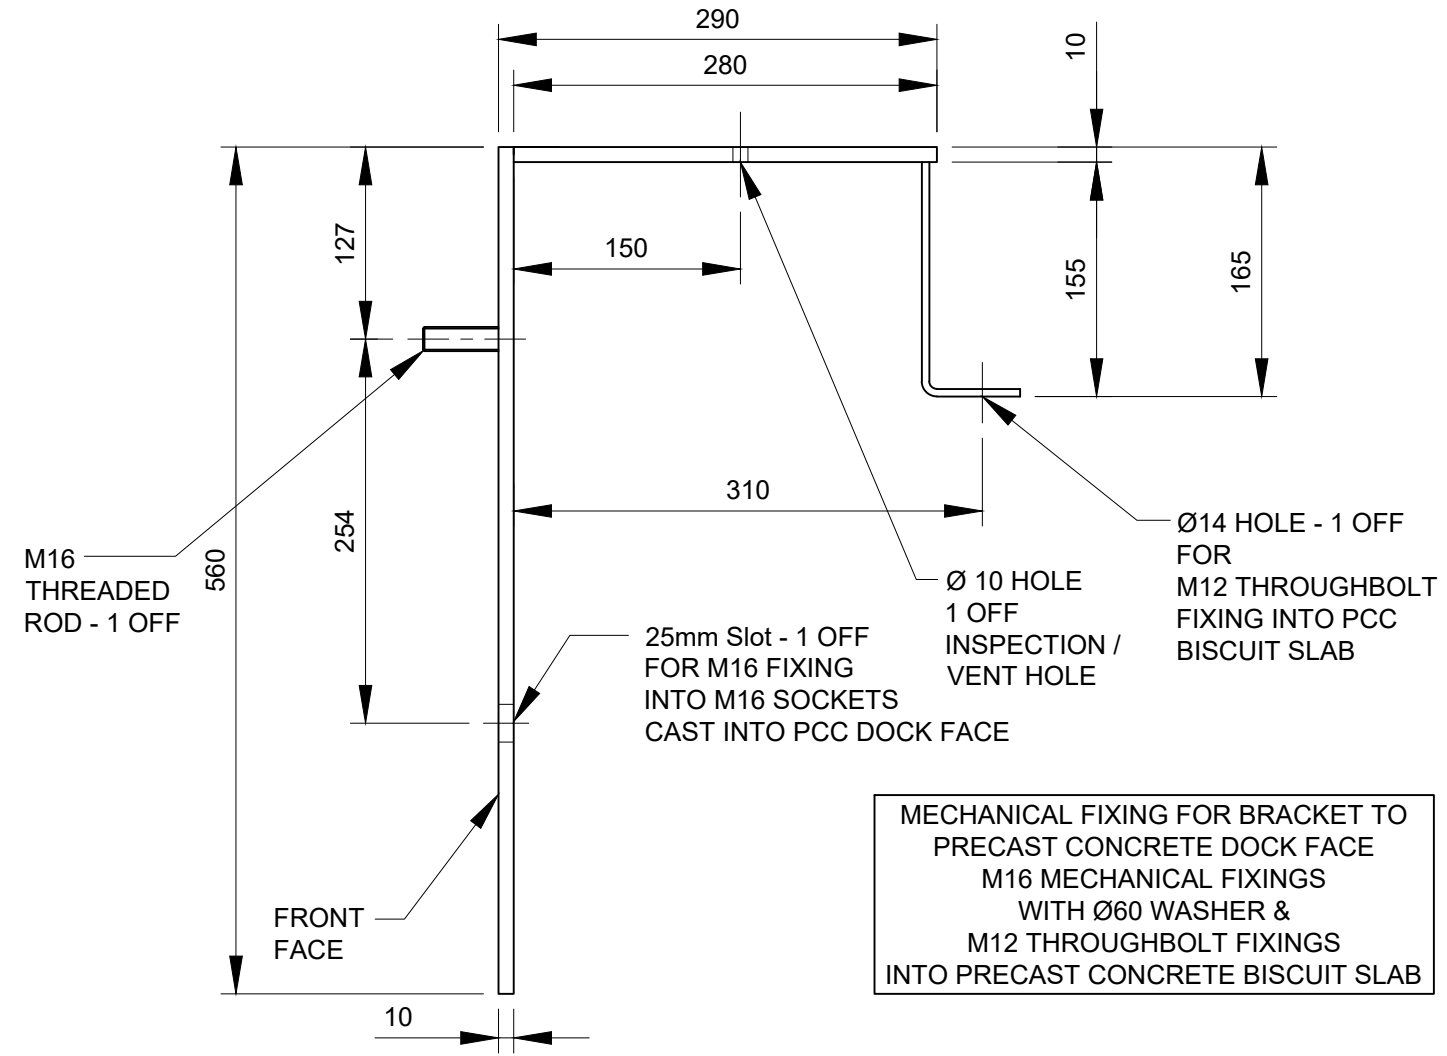 290
280
10
127
150
155
165
254
310
560
M16
THREADED
ROD - 1 OFF
Ø14 HOLE - 1 OFF
FOR
M12 THROUGHBOLT
FIXING INTO PCC
BISCUIT SLAB
Ø 10 HOLE
1 OFF
INSPECTION /
VENT HOLE
25mm Slot - 1 OFF
FOR M16 FIXING
INTO M16 SOCKETS
CAST INTO PCC DOCK FACE
MECHANICAL FIXING FOR BRACKET TO
PRECAST CONCRETE DOCK FACE
M16 MECHANICAL FIXINGS
WITH Ø60 WASHER &
M12 THROUGHBOLT FIXINGS
INTO PRECAST CONCRETE BISCUIT SLAB
FRONT
FACE
10